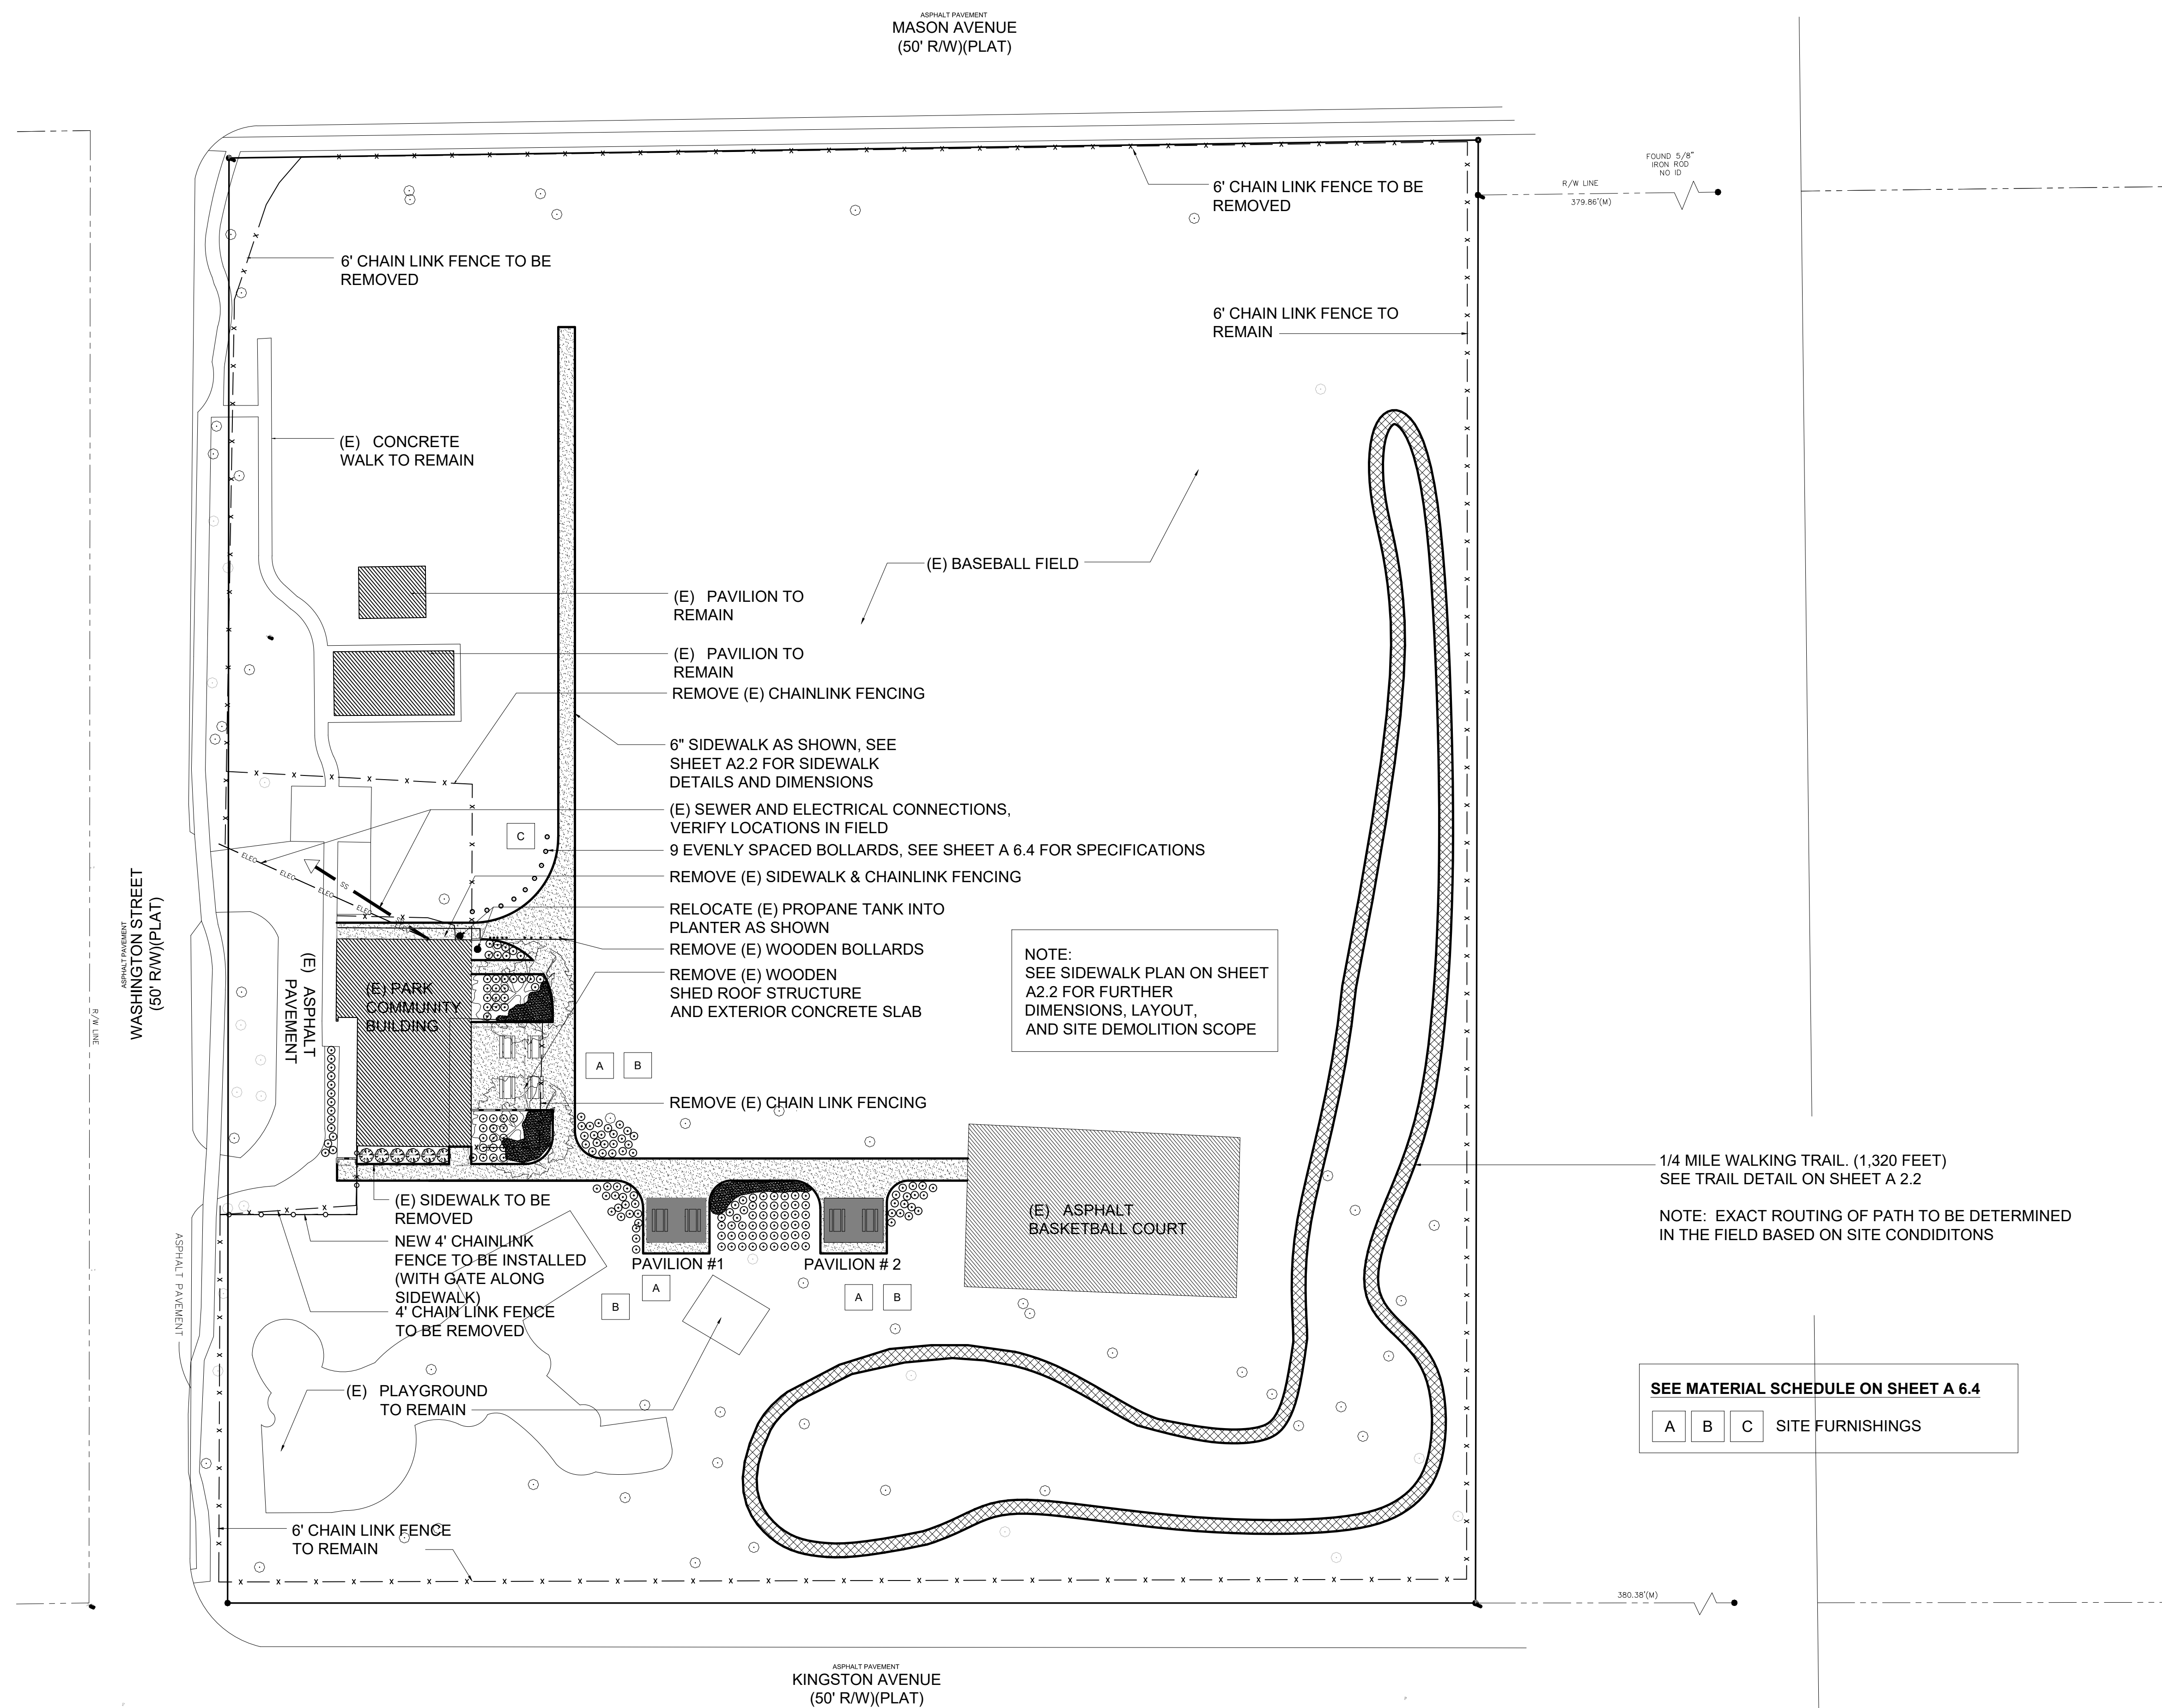 ASPHALT PAVEMENT
MASON AVENUE
(50' R/W)(PLAT)
FOUND 5/8"
IRON ROD
NO ID
R/W LINE
379.86'(M)
6' CHAIN LINK FENCE TO BE
REMOVED
6' CHAIN LINK FENCE TO BE
REMOVED
6' CHAIN LINK FENCE TO
REMAIN
(E) CONCRETE
WALK TO REMAIN
(E) BASEBALL FIELD
(E) PAVILION TO
REMAIN
(E) PAVILION TO
REMAIN
REMOVE (E) CHAINLINK FENCING
6" SIDEWALK AS SHOWN, SEE
SHEET A2.2 FOR SIDEWALK
DETAILS AND DIMENSIONS
(E) SEWER AND ELECTRICAL CONNECTIONS,
VERIFY LOCATIONS IN FIELD
C
9 EVENLY SPACED BOLLARDS, SEE SHEET A 6.4 FOR SPECIFICATIONS
REMOVE (E) SIDEWALK & CHAINLINK FENCING
RELOCATE (E) PROPANE TANK INTO
PLANTER AS SHOWN
REMOVE (E) WOODEN BOLLARDS
REMOVE (E) WOODEN
SHED ROOF STRUCTURE
AND EXTERIOR CONCRETE SLAB
NOTE:
SEE SIDEWALK PLAN ON SHEET
A2.2 FOR FURTHER
DIMENSIONS, LAYOUT,
AND SITE DEMOLITION SCOPE
ELEC
ELEC
ELEC
ELEC
ELEC
SS
ASPHALT PAVEMENT
WASHINGTON STREET
(50' R/W)(PLAT)
R/W LINE
(E) ASPHALT
PAVEMENT
(E) PARK
COMMUNITY
BUILDING
A B
REMOVE (E) CHAIN LINK FENCING
1/4 MILE WALKING TRAIL. (1,320 FEET)
SEE TRAIL DETAIL ON SHEET A 2.2
NOTE: EXACT ROUTING OF PATH TO BE DETERMINED
IN THE FIELD BASED ON SITE CONDIDITONS
(E) SIDEWALK TO BE
REMOVED
NEW 4' CHAINLINK
FENCE TO BE INSTALLED
(WITH GATE ALONG
SIDEWALK)
4' CHAIN LINK FENCE
TO BE REMOVED
(E) ASPHALT
BASKETBALL COURT
PAVILION #1
PAVILION # 2
A
B
A B
ASPHALT PAVEMENT
(E) PLAYGROUND
TO REMAIN
SEE MATERIAL SCHEDULE ON SHEET A 6.4
A B C SITE FURNISHINGS
6' CHAIN LINK FENCE
TO REMAIN
380.38'(M)
ASPHALT PAVEMENT
KINGSTON AVENUE
(50' R/W)(PLAT)